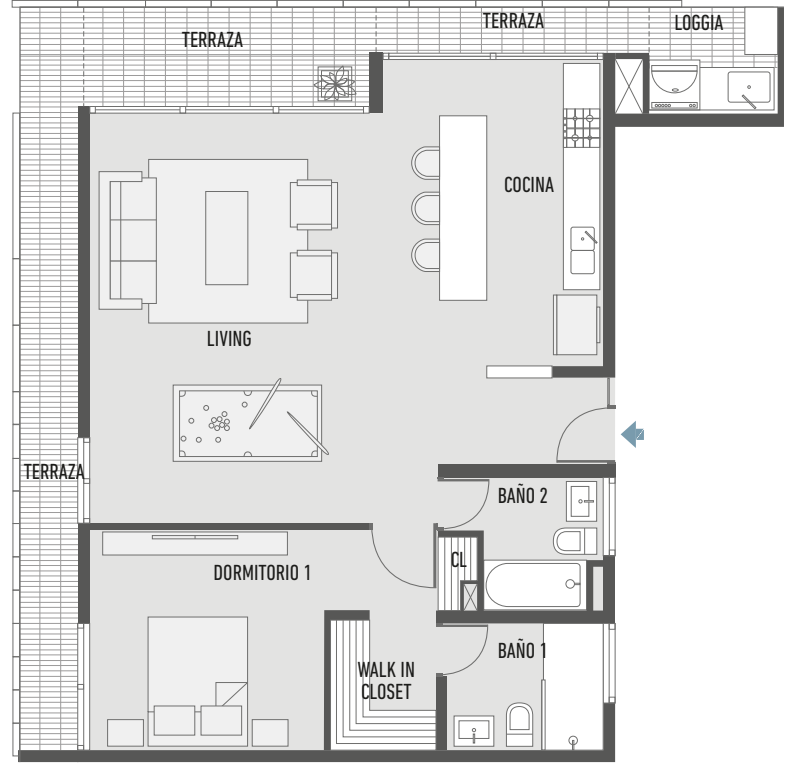 TERRAZA
TERRAZA
LOGGIA
COCINA
LIVING
TERRAZA
BAÑO 2
CL
DORMITORIO 1
BAÑO 1
WALK IN
CLOSET